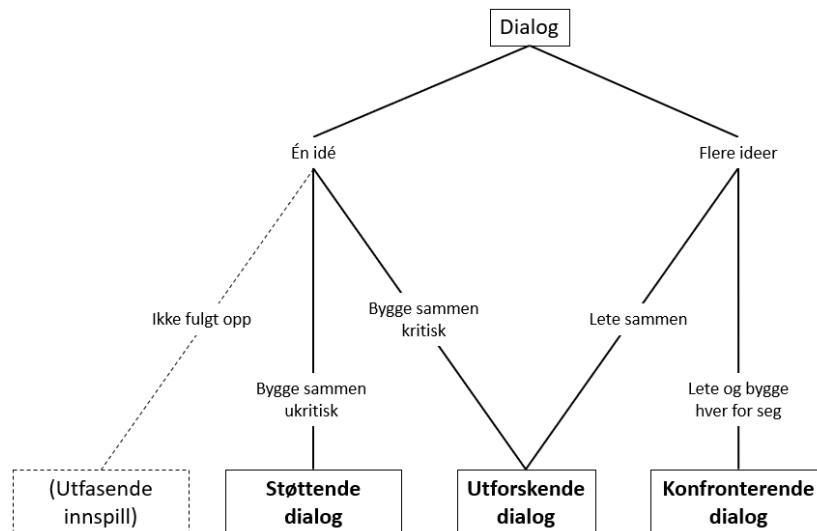 Dialog
Én idé
Flere ideer
Ikke fulgt opp
Bygge sammen
kritisk
Lete sammen
Bygge sammen
ukritisk
Lete og bygge
hver for seg
(Utfasende
innspill)
Støttende
dialog
Utforskende
dialog
Konfronterende
dialog